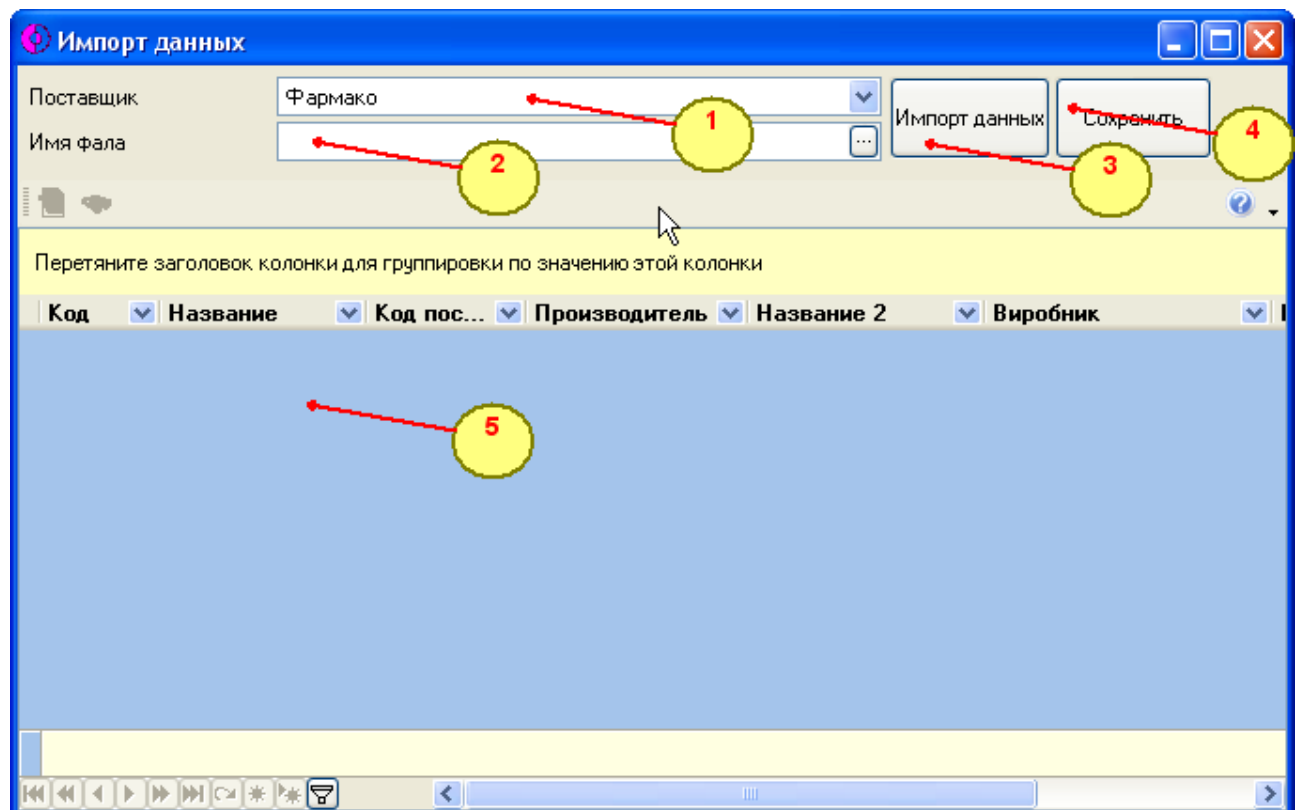 Импорт данных
Поставщик
Фармако
1
Импорт данных
Сохранить
4
Имя фала
2
3
Перетяните заголовок колонки для группировки по значению этой колонки
Код Название Код пос... Производитель Название 2 Виробник
5